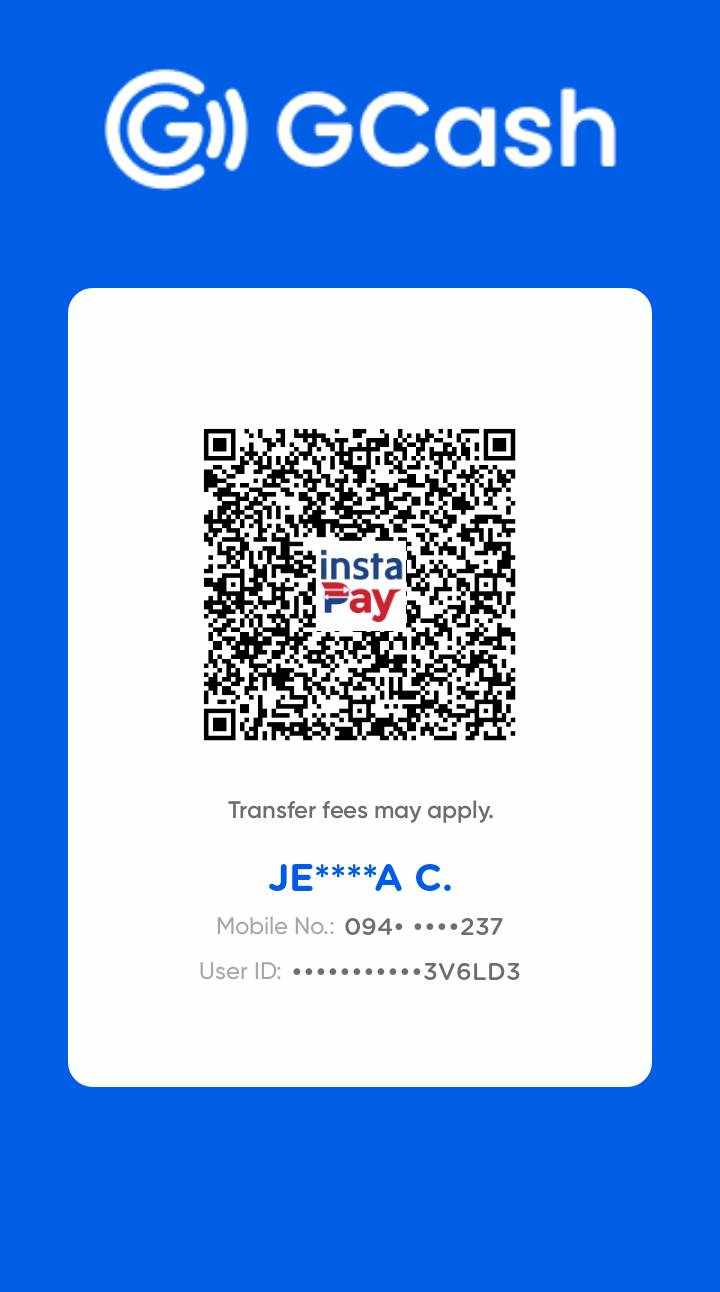 GCash
insta
Pay
Transfer fees may apply.
JE****A C.
Mobile No.: 094• ••••237
User ID: •••••••••••3V6LD3